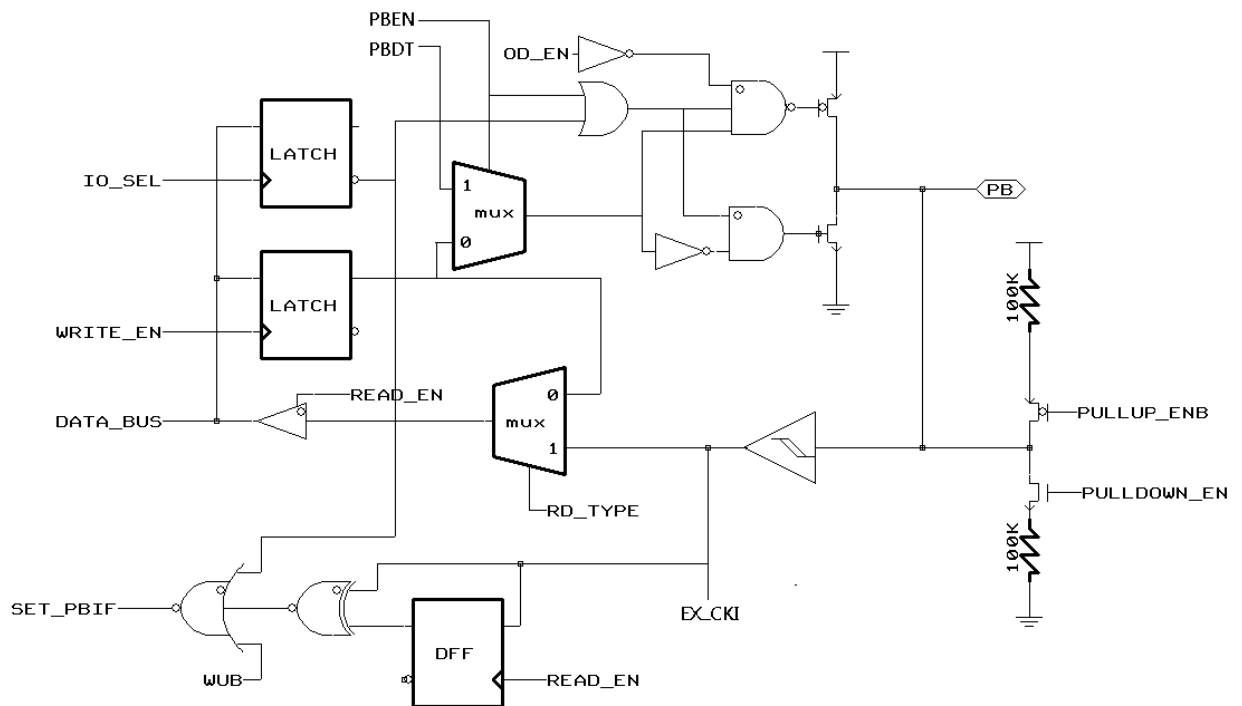 PBEN
PBDT
OD_EN
LATCH
IO_SEL
1
mux
0
PB
LATCH
WRITE_EN
100K
READ_EN
0
mux
1
DATA_BUS
PULLUP_ENB
PULLDOWN_EN
RD_TYPE
100K
SET_PBIF
EX_CKI
DFF
WUB
READ_EN